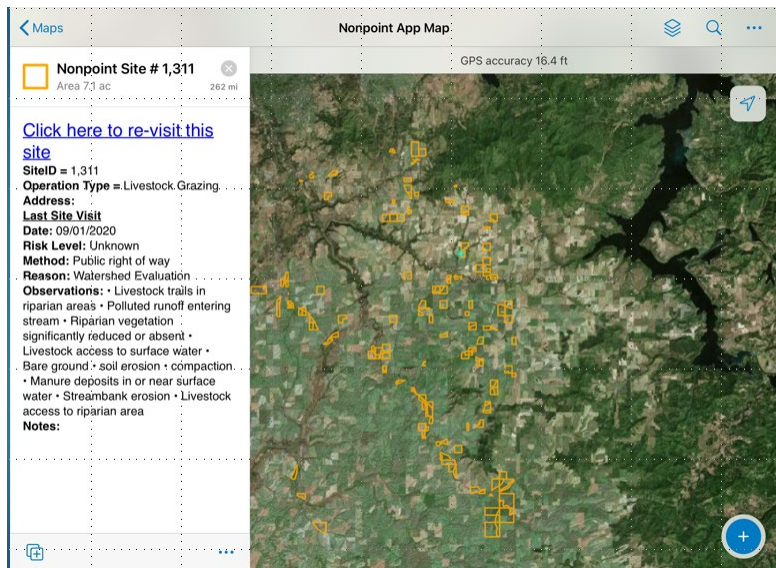 Maps
Nonpoint App Map
GPS accuracy 16.4 ft
Nonpoint Site # 1,311
Area 7.1 ac
262 mi
Click here to re-visit this
site
SiteID = 1,311
Operation Type = Livestock Grazing
Address:
Last Site Visit
Date: 09/01/2020
Risk Level: Unknown
Method: Public right of way
Reason: Watershed Evaluation
Observations: • Livestock trails in
riparian areas • Polluted runoff entering
stream • Riparian vegetation
significantly reduced or absent •
Livestock access to surface water •
Bare ground • soil erosion • compaction
• Manure deposits in or near surface
water • Streambank erosion • Livestock
access to riparian area
Notes: